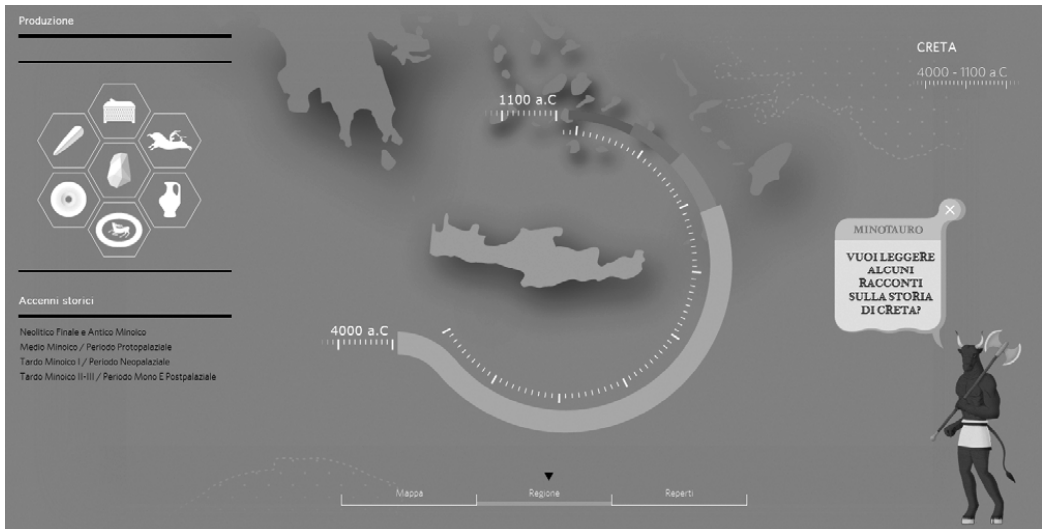 Produzione
CRETA
4000 - 1100 a C
1100 a.C
MINOTAURO
VUOI LEGGERE
ALCUNI
RACCONTI
SULLA STORIA
DI CRETA?
Accenni storici
Neolitico Finale e Antico Minoico
Medio Minoico / Periodo Protopalaziale
Tardo Minoico I / Periodo Neopalaziale
Tardo Minoico II-III / Periodo Mono E Postpalaziale
4000 a.C
Mappa
Regione
Reperti